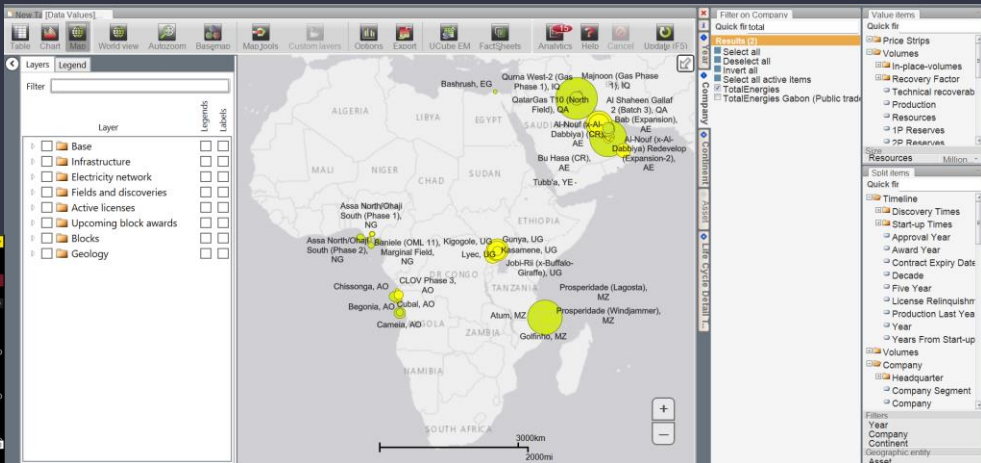 New Ta
[Data Values]...
Table
Chart
Map
World view
Autozoom
Basemap
Map tools
Custom layers
Options
Export
UCube EM
FactSheets
Analytics
15
Help
Cancel
Update (F5)
Layers
Legend
Filter
Layer
Legends
Labels
Base
Infrastructure
Electricity network
Fields and discoveries
Active licenses
Upcoming block awards
Blocks
Geology
Bashrush, EG
Qurna West-2 (Gas
Phase 1), IQ
Majnoon (Gas Phase
1), IQ
QatarGas T10 (North
Field), QA
Al Shaheen Gallaf
2 (Batch 3), QA
Bab (Expansion),
AE
Al-Nouf (x-Al-
Dabbiya) (CR),
AE
Al-Nouf (x-Al-
Dabbiya) Redevelop
(Expansion-2),
AE
Bu Hasa (CR),
AE
Tubb'a, YE
ALGERIA
LIBYA
EGYPT
SAUDI
MALI
NIGER
CHAD
SUDAN
ETHIOPIA
Assa North/Ohaji
South (Phase 1),
NG
Assa North/Ohaji
South (Phase 2),
NG
Baniele (OML 11),
Marginal Field,
NG
Kigogole, UG
Gunya, UG
Kasamene, UG
Lyec, UG
Jobi-Rii (x-Buffalo-
Giraffe), UG
DR CONGO
TANZANIA
Chissonga, AO
CLOV Phase 3,
AO
Begonia, AO
Cubal, AO
Cameia, AO
ANGOLA
ZAMBIA
Prosperidade (Lagosta),
MZ
Prosperidade (Windjammer),
MZ
Atum, MZ
Golfinho, MZ
NAMIBIA
SOUTH AFRICA
+
−
3000km
2000mi
Year
Company
Continent
Asset
Life Cycle Detail T...
Filter on Company
Quick fir total
Results (2)
Select all
Deselect all
Invert all
Select all active items
TotalEnergies
TotalEnergies Gabon (Public trade
Value items
Quick fir
Price Strips
Volumes
In-place-volumes
Recovery Factor
Technical recoverab
Production
Resources
1P Reserves
2P Reserves
Size
Resources
Million
Split items
Quick fir
Timeline
Discovery Times
Start-up Times
Approval Year
Award Year
Contract Expiry Date
Decade
Five Year
License Relinquishm
Production Last Yea
Year
Years From Start-up
Volumes
Company
Headquarter
Company Segment
Company
Filters
Year
Company
Continent
Geographic entity
Asset